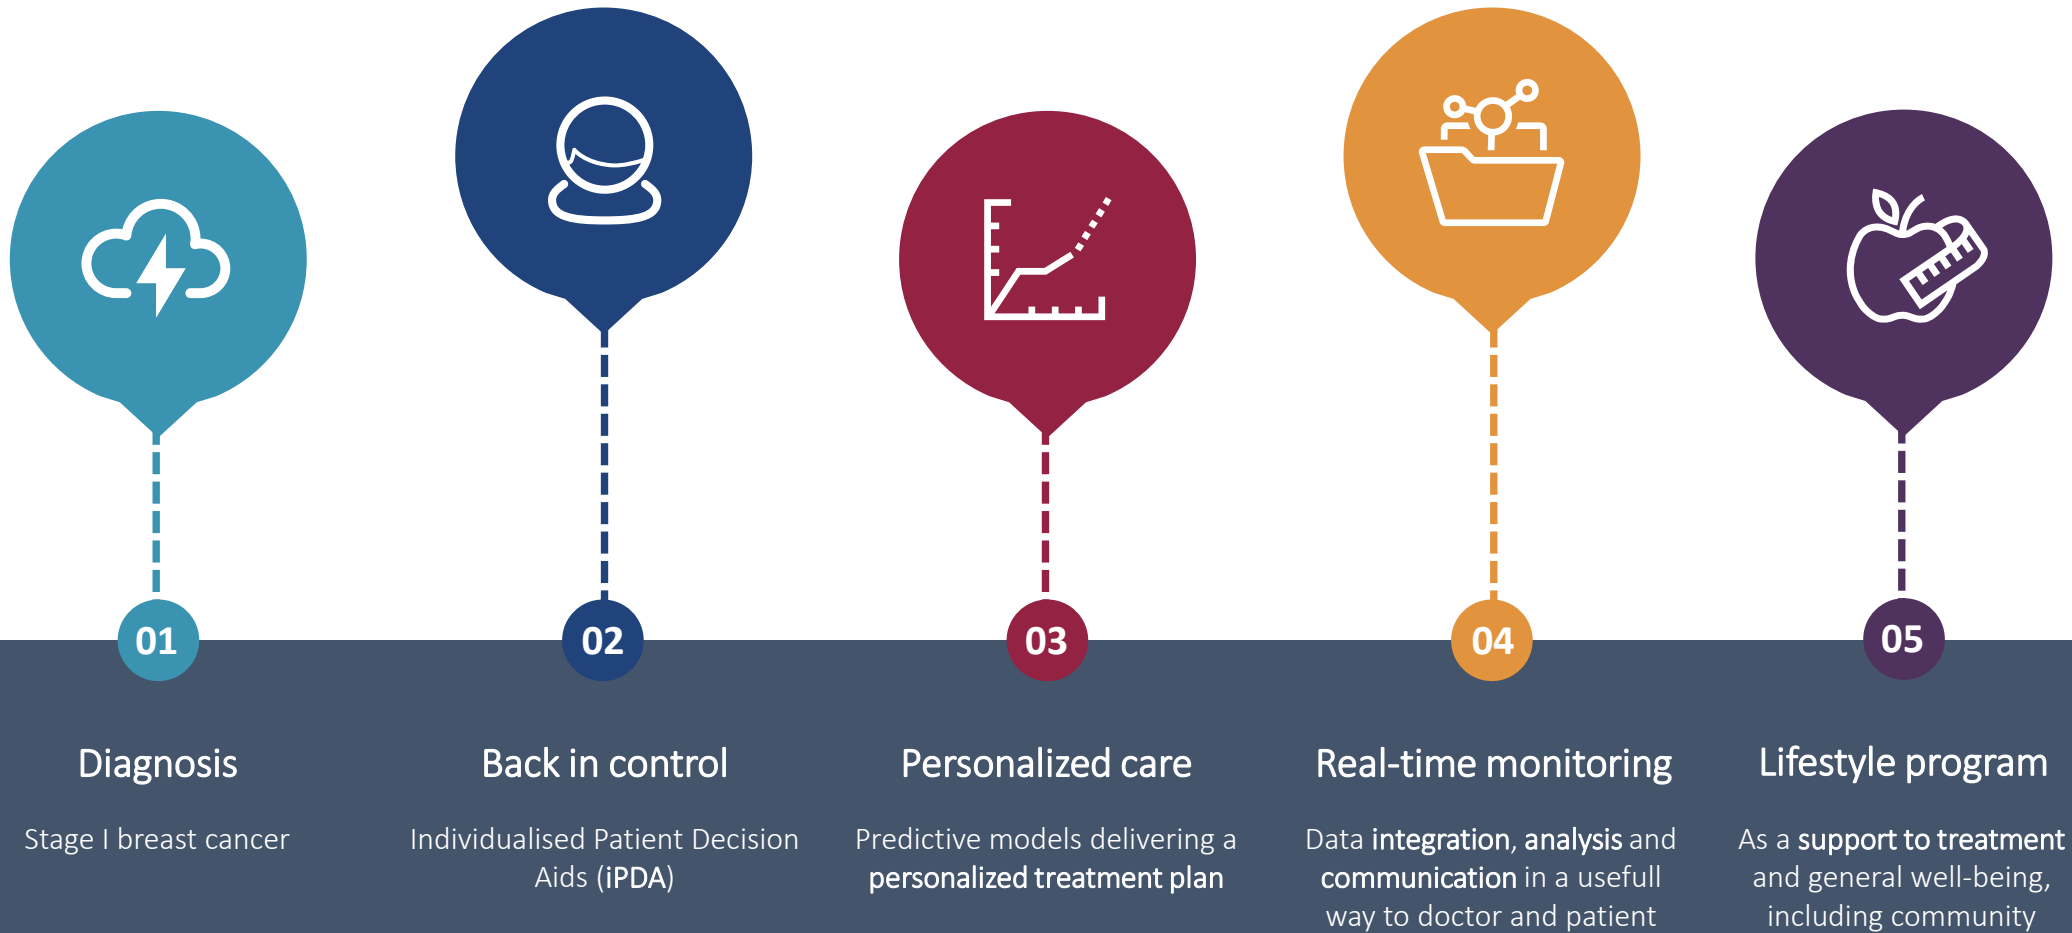 01
Diagnosis
Stage I breast cancer
02
Back in control
Individualised Patient Decision
Aids (iPDA)
03
Personalized care
Predictive models delivering a
personalized treatment plan
04
Real-time monitoring
Data integration, analysis and
communication in a usefull
way to doctor and patient
05
Lifestyle program
As a support to treatment
and general well-being,
including community